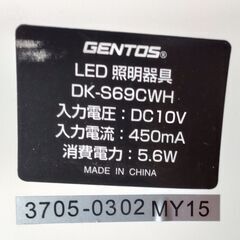 GENTOS
LED 照明器具
DK-S69CWH
入力電圧：DC10V
入力電流：450mA
消費電力：5.6W
MADE IN CHINA
3705-0302 MY15